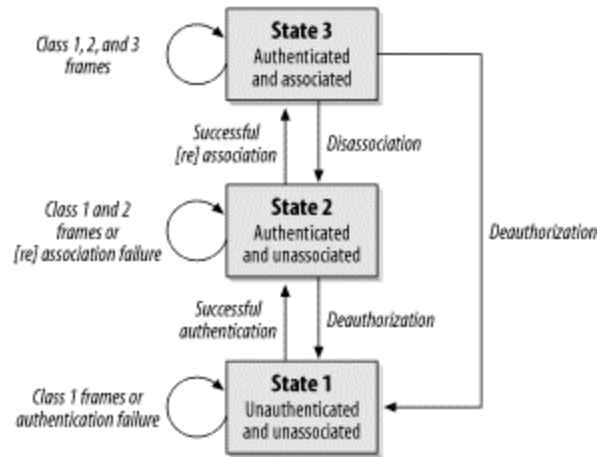 State 3
Authenticated
and associated
Class 1, 2, and 3
frames
Successful
[re] association
Disassociation
State 2
Authenticated
and unassociated
Class 1 and 2
frames or
[re] association failure
Deauthorization
Successful
authentication
Deauthorization
State 1
Unauthenticated
and unassociated
Class 1 frames or
authentication failure